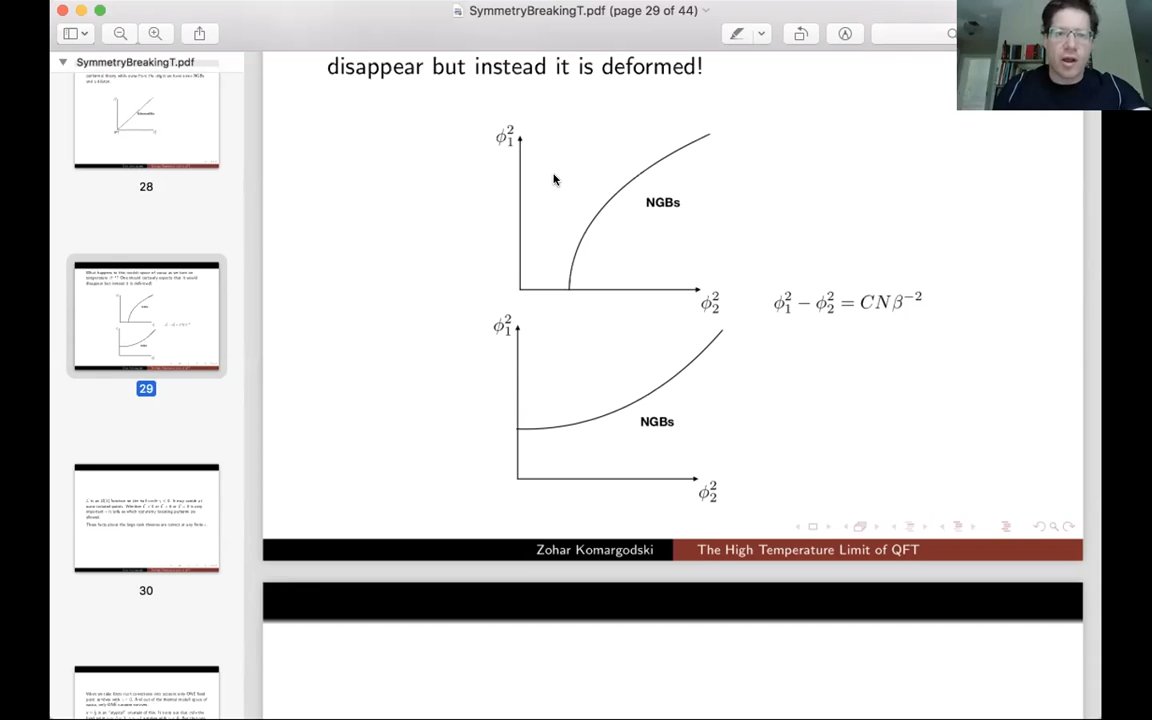 SymmetryBreakingT.pdf (page 29 of 44)
SymmetryBreakingT.pdf
28
29
30
disappear but instead it is deformed!
ϕ₁²
NGBs
ϕ₂²
ϕ₁² − ϕ₂² = CNβ⁻²
ϕ₁²
NGBs
ϕ₂²
Zohar Komargodski The High Temperature Limit of QFT